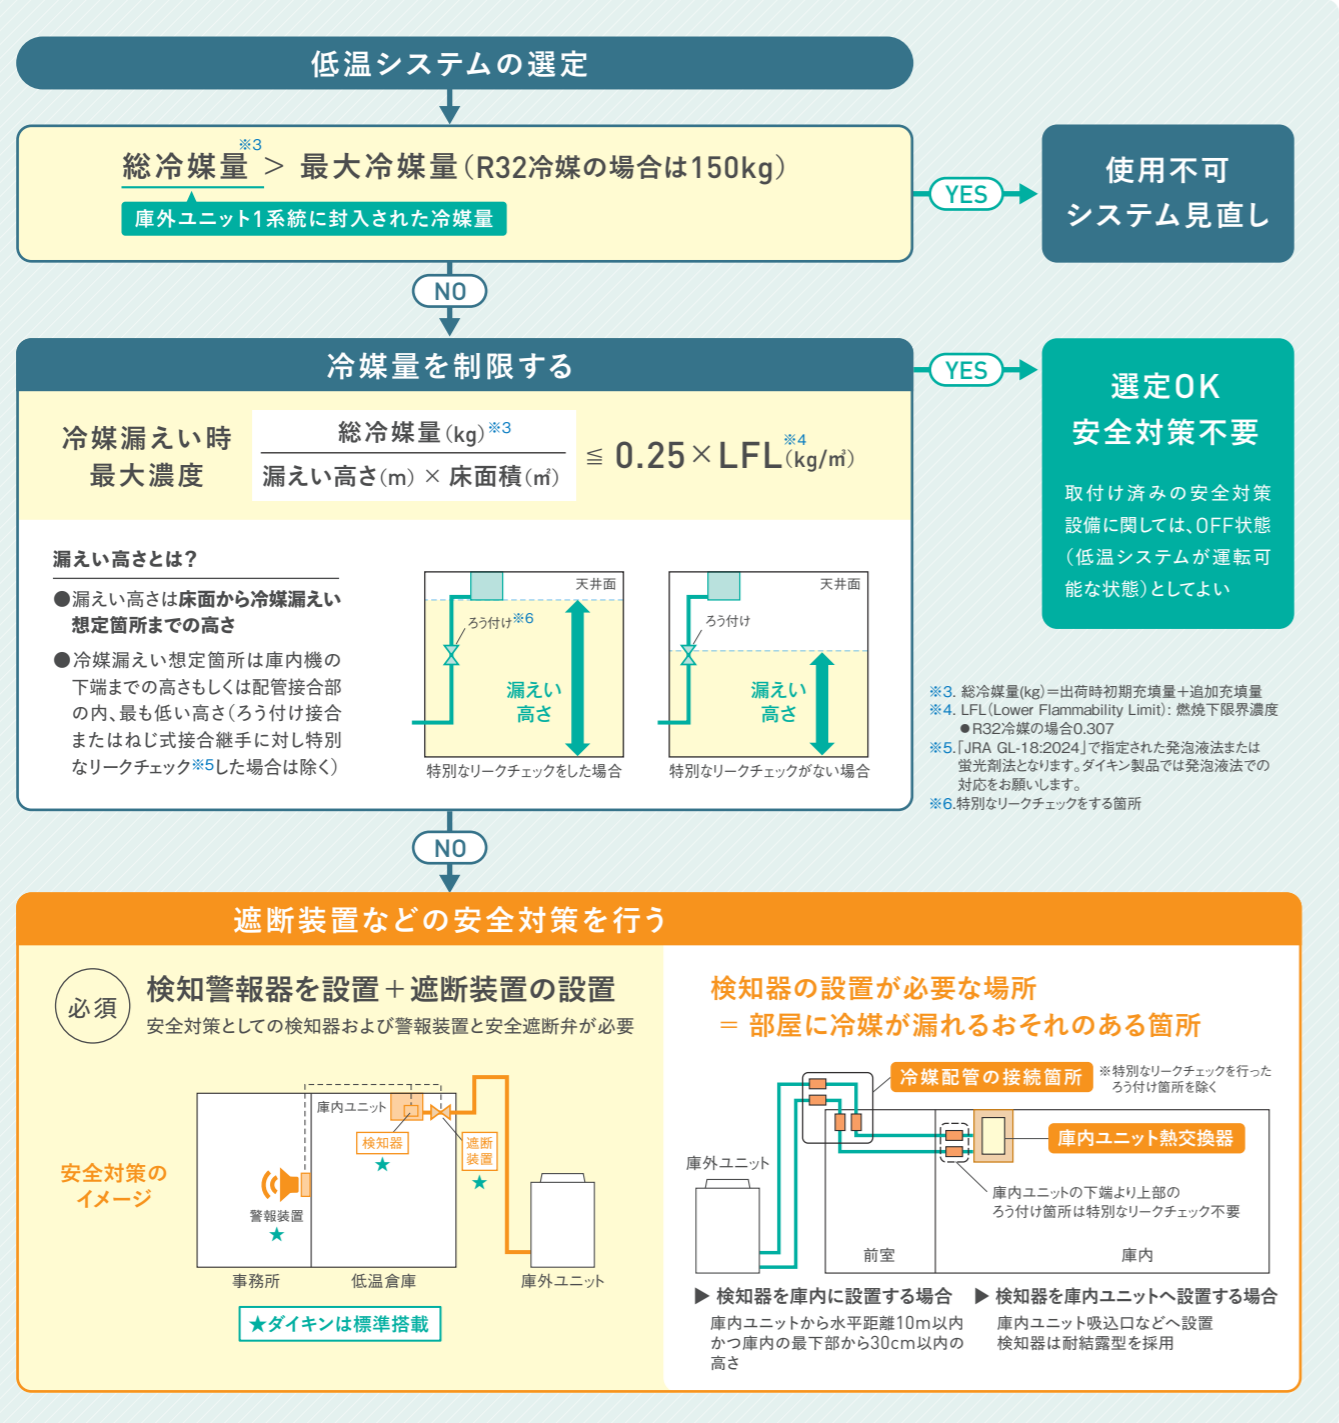 低温システムの選定
総冷媒量※3 > 最大冷媒量（R32冷媒の場合は150kg）
庫外ユニット1系統に封入された冷媒量
YES
使用不可
システム見直し
NO
冷媒量を制限する
YES
選定OK
安全対策不要
取付け済みの安全対策
設備に関しては、OFF状態
（低温システムが運転可
能な状態）としてよい
冷媒漏えい時
最大濃度
総冷媒量(kg)※3
漏えい高さ(m) × 床面積(㎡)
≦ 0.25×LFL※4(kg/㎥)
漏えい高さとは?
●漏えい高さは床面から冷媒漏えい
想定箇所までの高さ
●冷媒漏えい想定箇所は庫内機の
下端までの高さもしくは配管接合部
の内、最も低い高さ（ろう付け接合
またはねじ式接合継手に対し特別
なリークチェック※5した場合は除く）
天井面
ろう付け※6
漏えい
高さ
特別なリークチェックをした場合
天井面
ろう付け
漏えい
高さ
特別なリークチェックがない場合
※3. 総冷媒量(kg)＝出荷時初期充填量＋追加充填量
※4. LFL（Lower Flammability Limit）: 燃焼下限界濃度
●R32冷媒の場合0.307
※5.「JRA GL-18:2024」で指定された発泡液法または
蛍光剤法となります。ダイキン製品では発泡液法での
対応をお願いします。
※6.特別なリークチェックをする箇所
NO
遮断装置などの安全対策を行う
必須
検知警報器を設置＋遮断装置の設置
安全対策としての検知器および警報装置と安全遮断弁が必要
安全対策の
イメージ
庫内ユニット
検知器
★
遮断
装置
★
警報装置
★
事務所
低温倉庫
庫外ユニット
★ダイキンは標準搭載
検知器の設置が必要な場所
＝ 部屋に冷媒が漏れるおそれのある箇所
冷媒配管の接続箇所
※特別なリークチェックを行った
ろう付け箇所を除く
庫内ユニット熱交換器
庫外ユニット
庫内ユニットの下端より上部の
ろう付け箇所は特別なリークチェック不要
前室
庫内
▶ 検知器を庫内に設置する場合
庫内ユニットから水平距離10m以内
かつ庫内の最下部から30cm以内の
高さ
▶ 検知器を庫内ユニットへ設置する場合
庫内ユニット吸込口などへ設置
検知器は耐結露型を採用